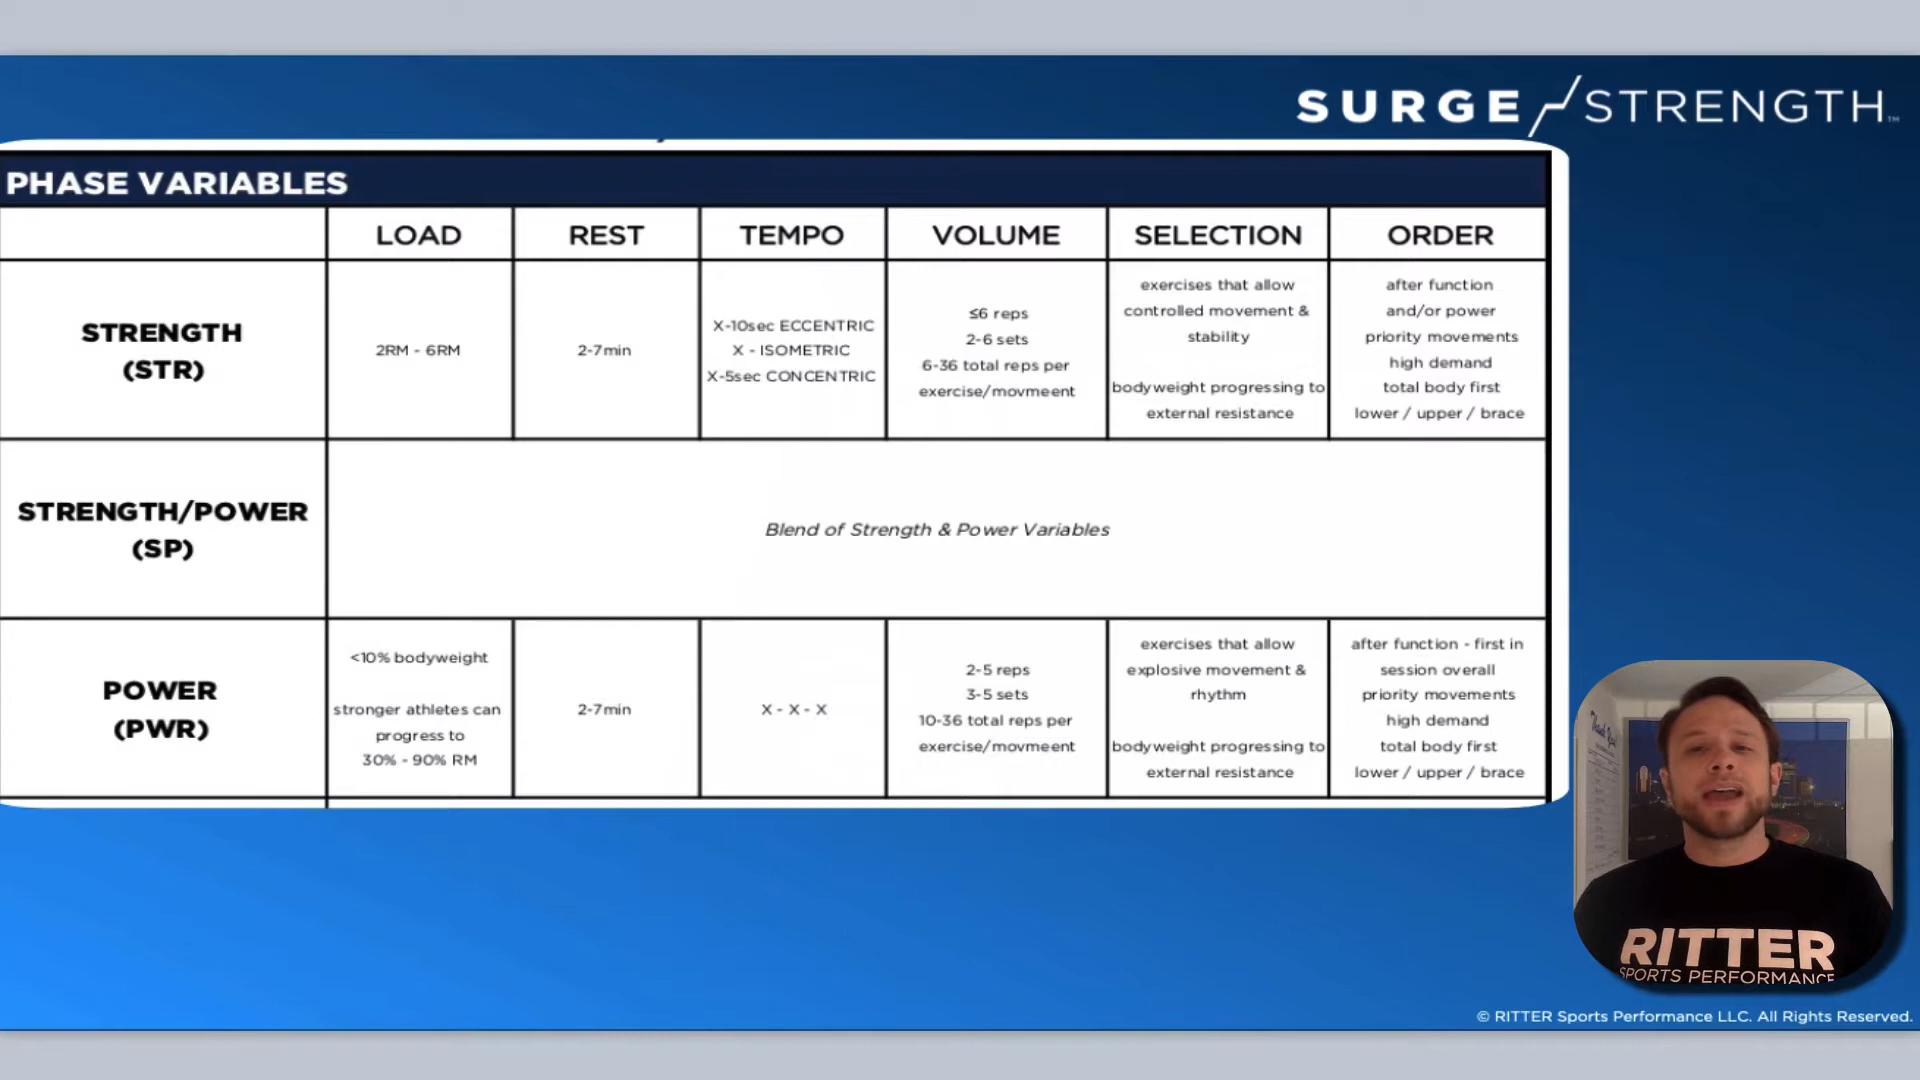 SURGE STRENGTH™
PHASE VARIABLES
LOAD
REST
TEMPO
VOLUME
SELECTION
ORDER
STRENGTH
(STR)
2RM - 6RM
2-7min
X-10sec ECCENTRIC
X - ISOMETRIC
X-5sec CONCENTRIC
≤6 reps
2-6 sets
6-36 total reps per
exercise/movmeent
exercises that allow
controlled movement &
stability
bodyweight progressing to
external resistance
after function
and/or power
priority movements
high demand
total body first
lower / upper / brace
STRENGTH/POWER
(SP)
Blend of Strength & Power Variables
POWER
(PWR)
<10% bodyweight
stronger athletes can
progress to
30% - 90% RM
2-7min
X - X - X
2-5 reps
3-5 sets
10-36 total reps per
exercise/movmeent
exercises that allow
explosive movement &
rhythm
bodyweight progressing to
external resistance
after function - first in
session overall
priority movements
high demand
total body first
lower / upper / brace
RITTER
SPORTS PERFORMANCE
© RITTER Sports Performance LLC. All Rights Reserved.